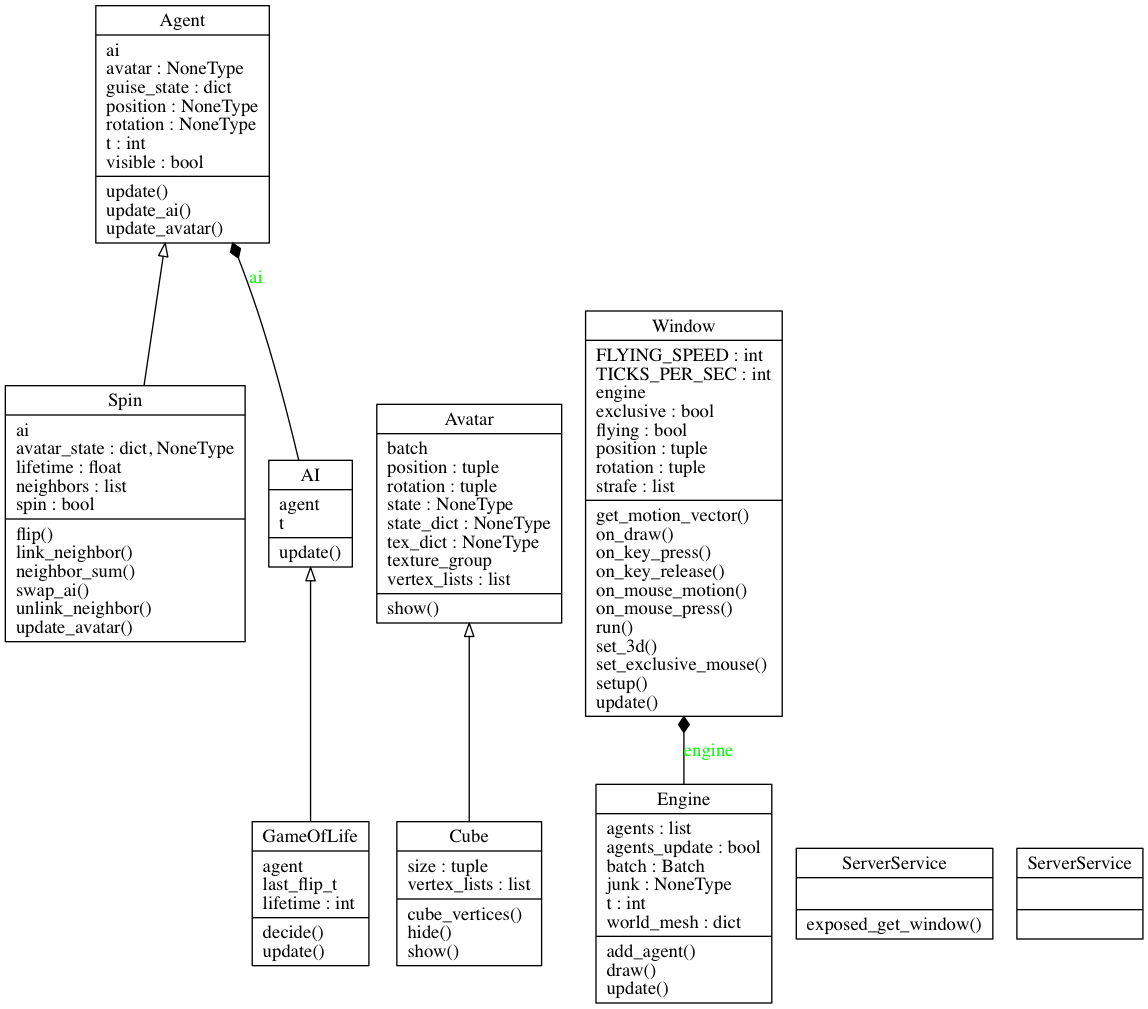 Agent
ai
avatar : NoneType
guise_state : dict
position : NoneType
rotation : NoneType
t : int
visible : bool
update()
update_ai()
update_avatar()
ai
Spin
ai
avatar_state : dict, NoneType
lifetime : float
neighbors : list
spin : bool
flip()
link_neighbor()
neighbor_sum()
swap_ai()
unlink_neighbor()
update_avatar()
AI
agent
t
update()
Avatar
batch
position : tuple
rotation : tuple
state : NoneType
state_dict : NoneType
tex_dict : NoneType
texture_group
vertex_lists : list
show()
Window
FLYING_SPEED : int
TICKS_PER_SEC : int
engine
exclusive : bool
flying : bool
position : tuple
rotation : tuple
strafe : list
get_motion_vector()
on_draw()
on_key_press()
on_key_release()
on_mouse_motion()
on_mouse_press()
run()
set_3d()
set_exclusive_mouse()
setup()
update()
engine
GameOfLife
agent
last_flip_t
lifetime : int
decide()
update()
Cube
size : tuple
vertex_lists : list
cube_vertices()
hide()
show()
Engine
agents : list
agents_update : bool
batch : Batch
junk : NoneType
t : int
world_mesh : dict
add_agent()
draw()
update()
ServerService
exposed_get_window()
ServerService